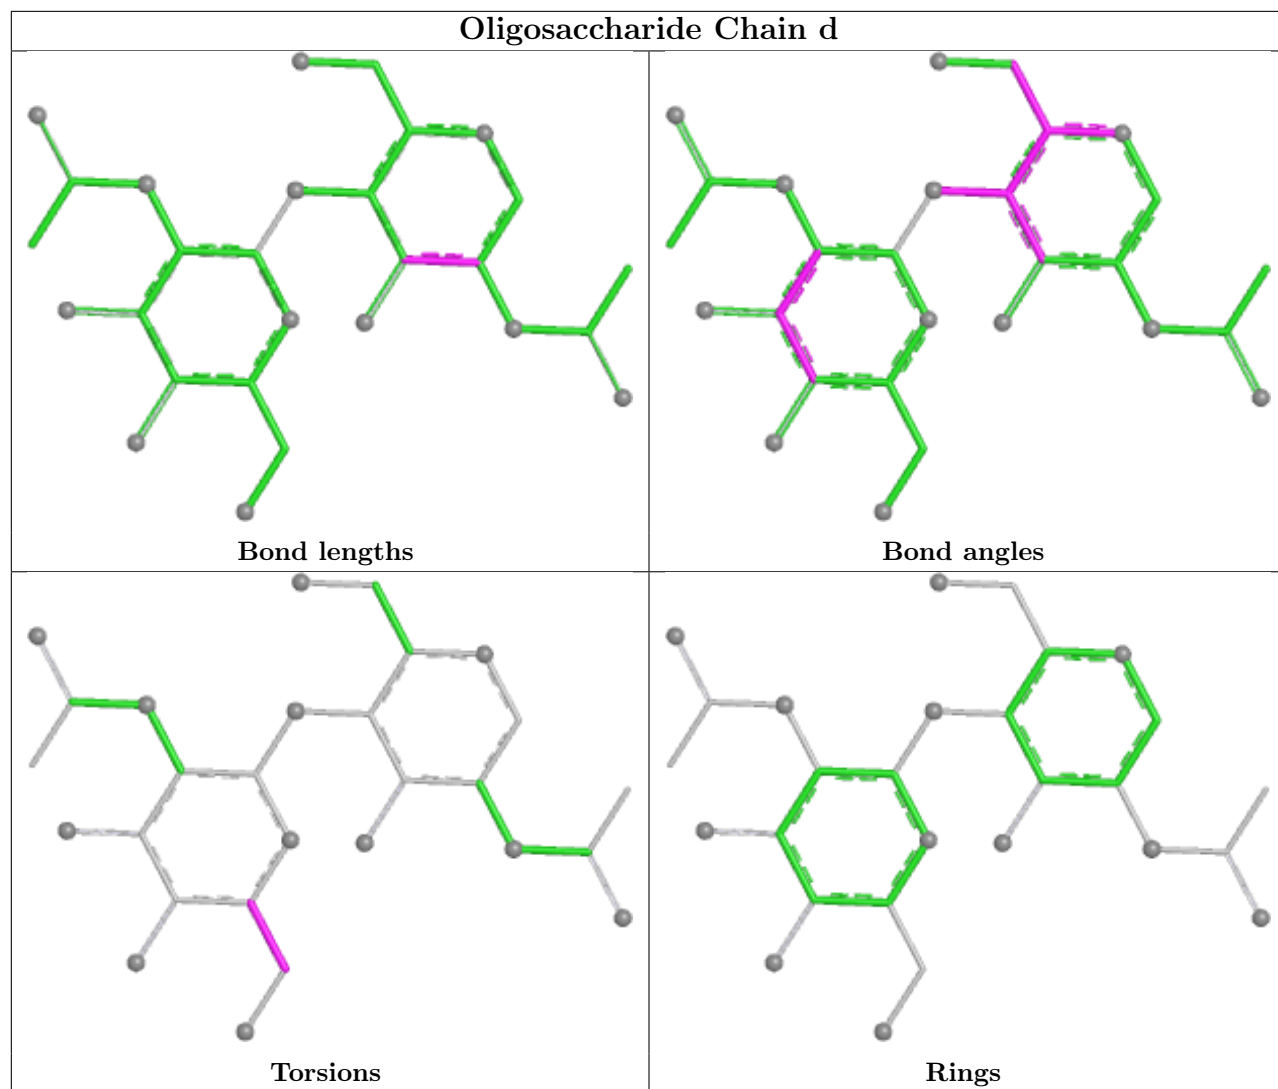 Oligosaccharide Chain d
Bond lengths
Bond angles
Torsions
Rings